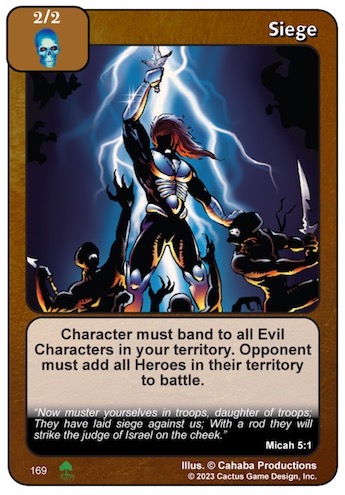 2/2
Siege
Character must band to all Evil
Characters in your territory. Opponent
must add all Heroes in their territory
to battle.
"Now muster yourselves in troops, daughter of troops;
They have laid siege against us; With a rod they will
strike the judge of Israel on the cheek."
Micah 5:1
169
Illus. © Cahaba Productions
© 2023 Cactus Game Design, Inc.